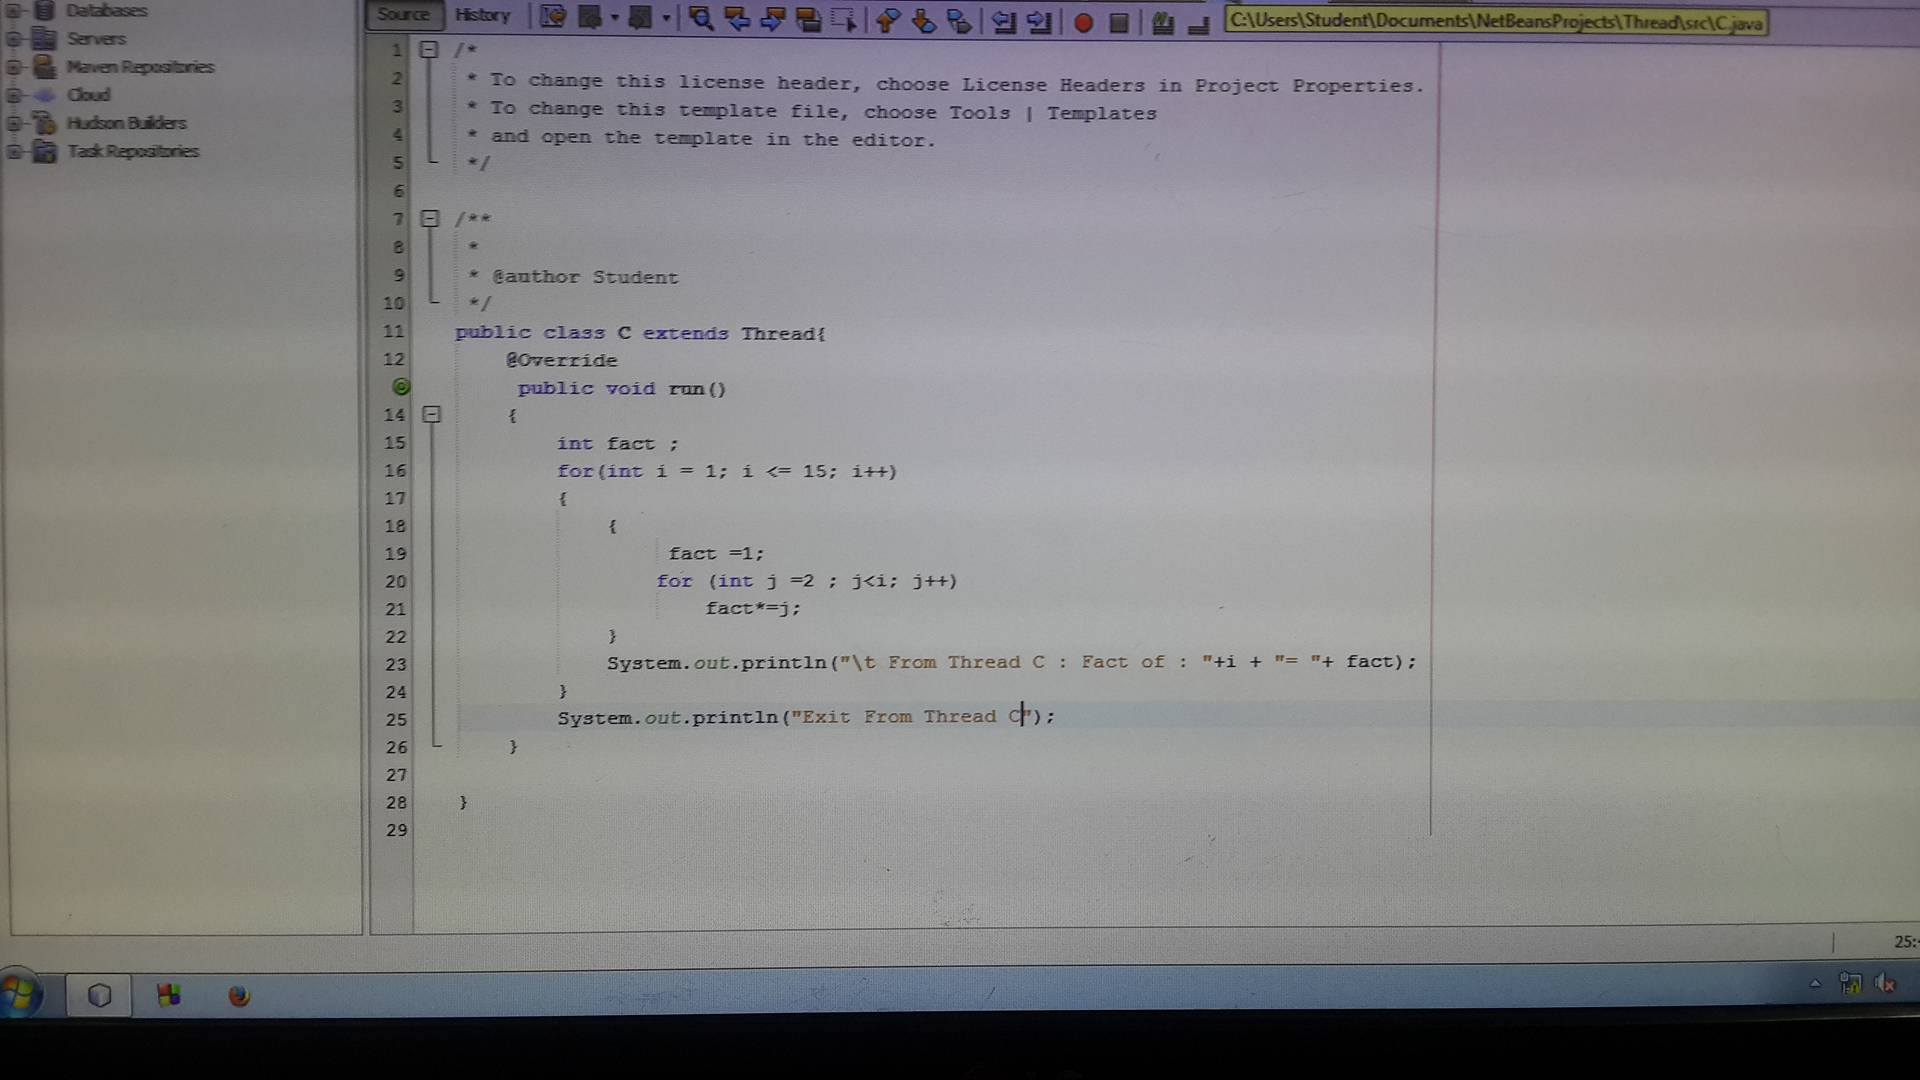 Databases
Servers
Maven Repositories
Cloud
Hudson Builders
Task Repositories
Source History
C:\Users\Student\Documents\NetBeansProjects\Thread\src\C.java
1 /*
2 * To change this license header, choose License Headers in Project Properties.
3 * To change this template file, choose Tools | Templates
4 * and open the template in the editor.
5 */
6
7 /**
8 *
9 * @author Student
10 */
11 public class C extends Thread{
12 @Override
public void run()
14 {
15 int fact ;
16 for(int i = 1; i <= 15; i++)
17 {
18 {
19 fact =1;
20 for (int j =2 ; j<i; j++)
21 fact*=j;
22 }
23 System.out.println("\t From Thread C : Fact of : "+i + "= "+ fact);
24 }
25 System.out.println("Exit From Thread C");
26 }
27
28 }
29
25: